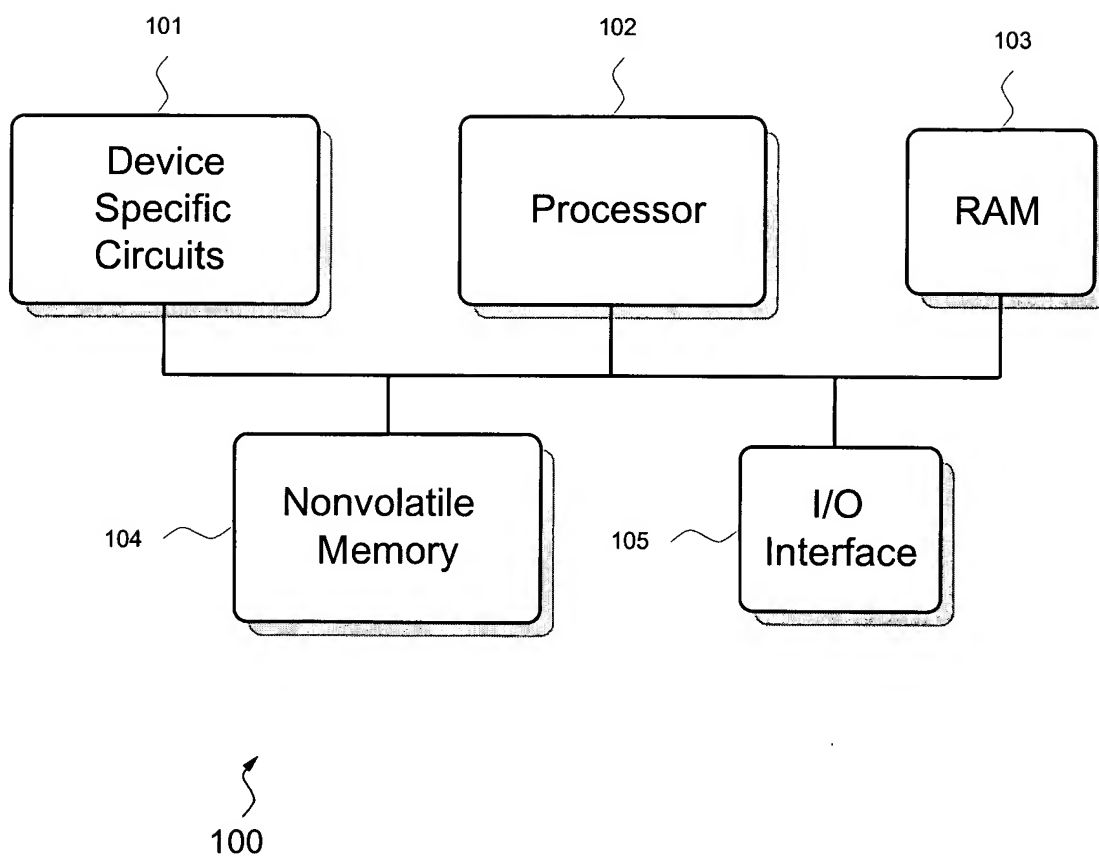 101
102
103
Device
Specific
Circuits
Processor
RAM
Nonvolatile
Memory
104
I/O
Interface
105
100